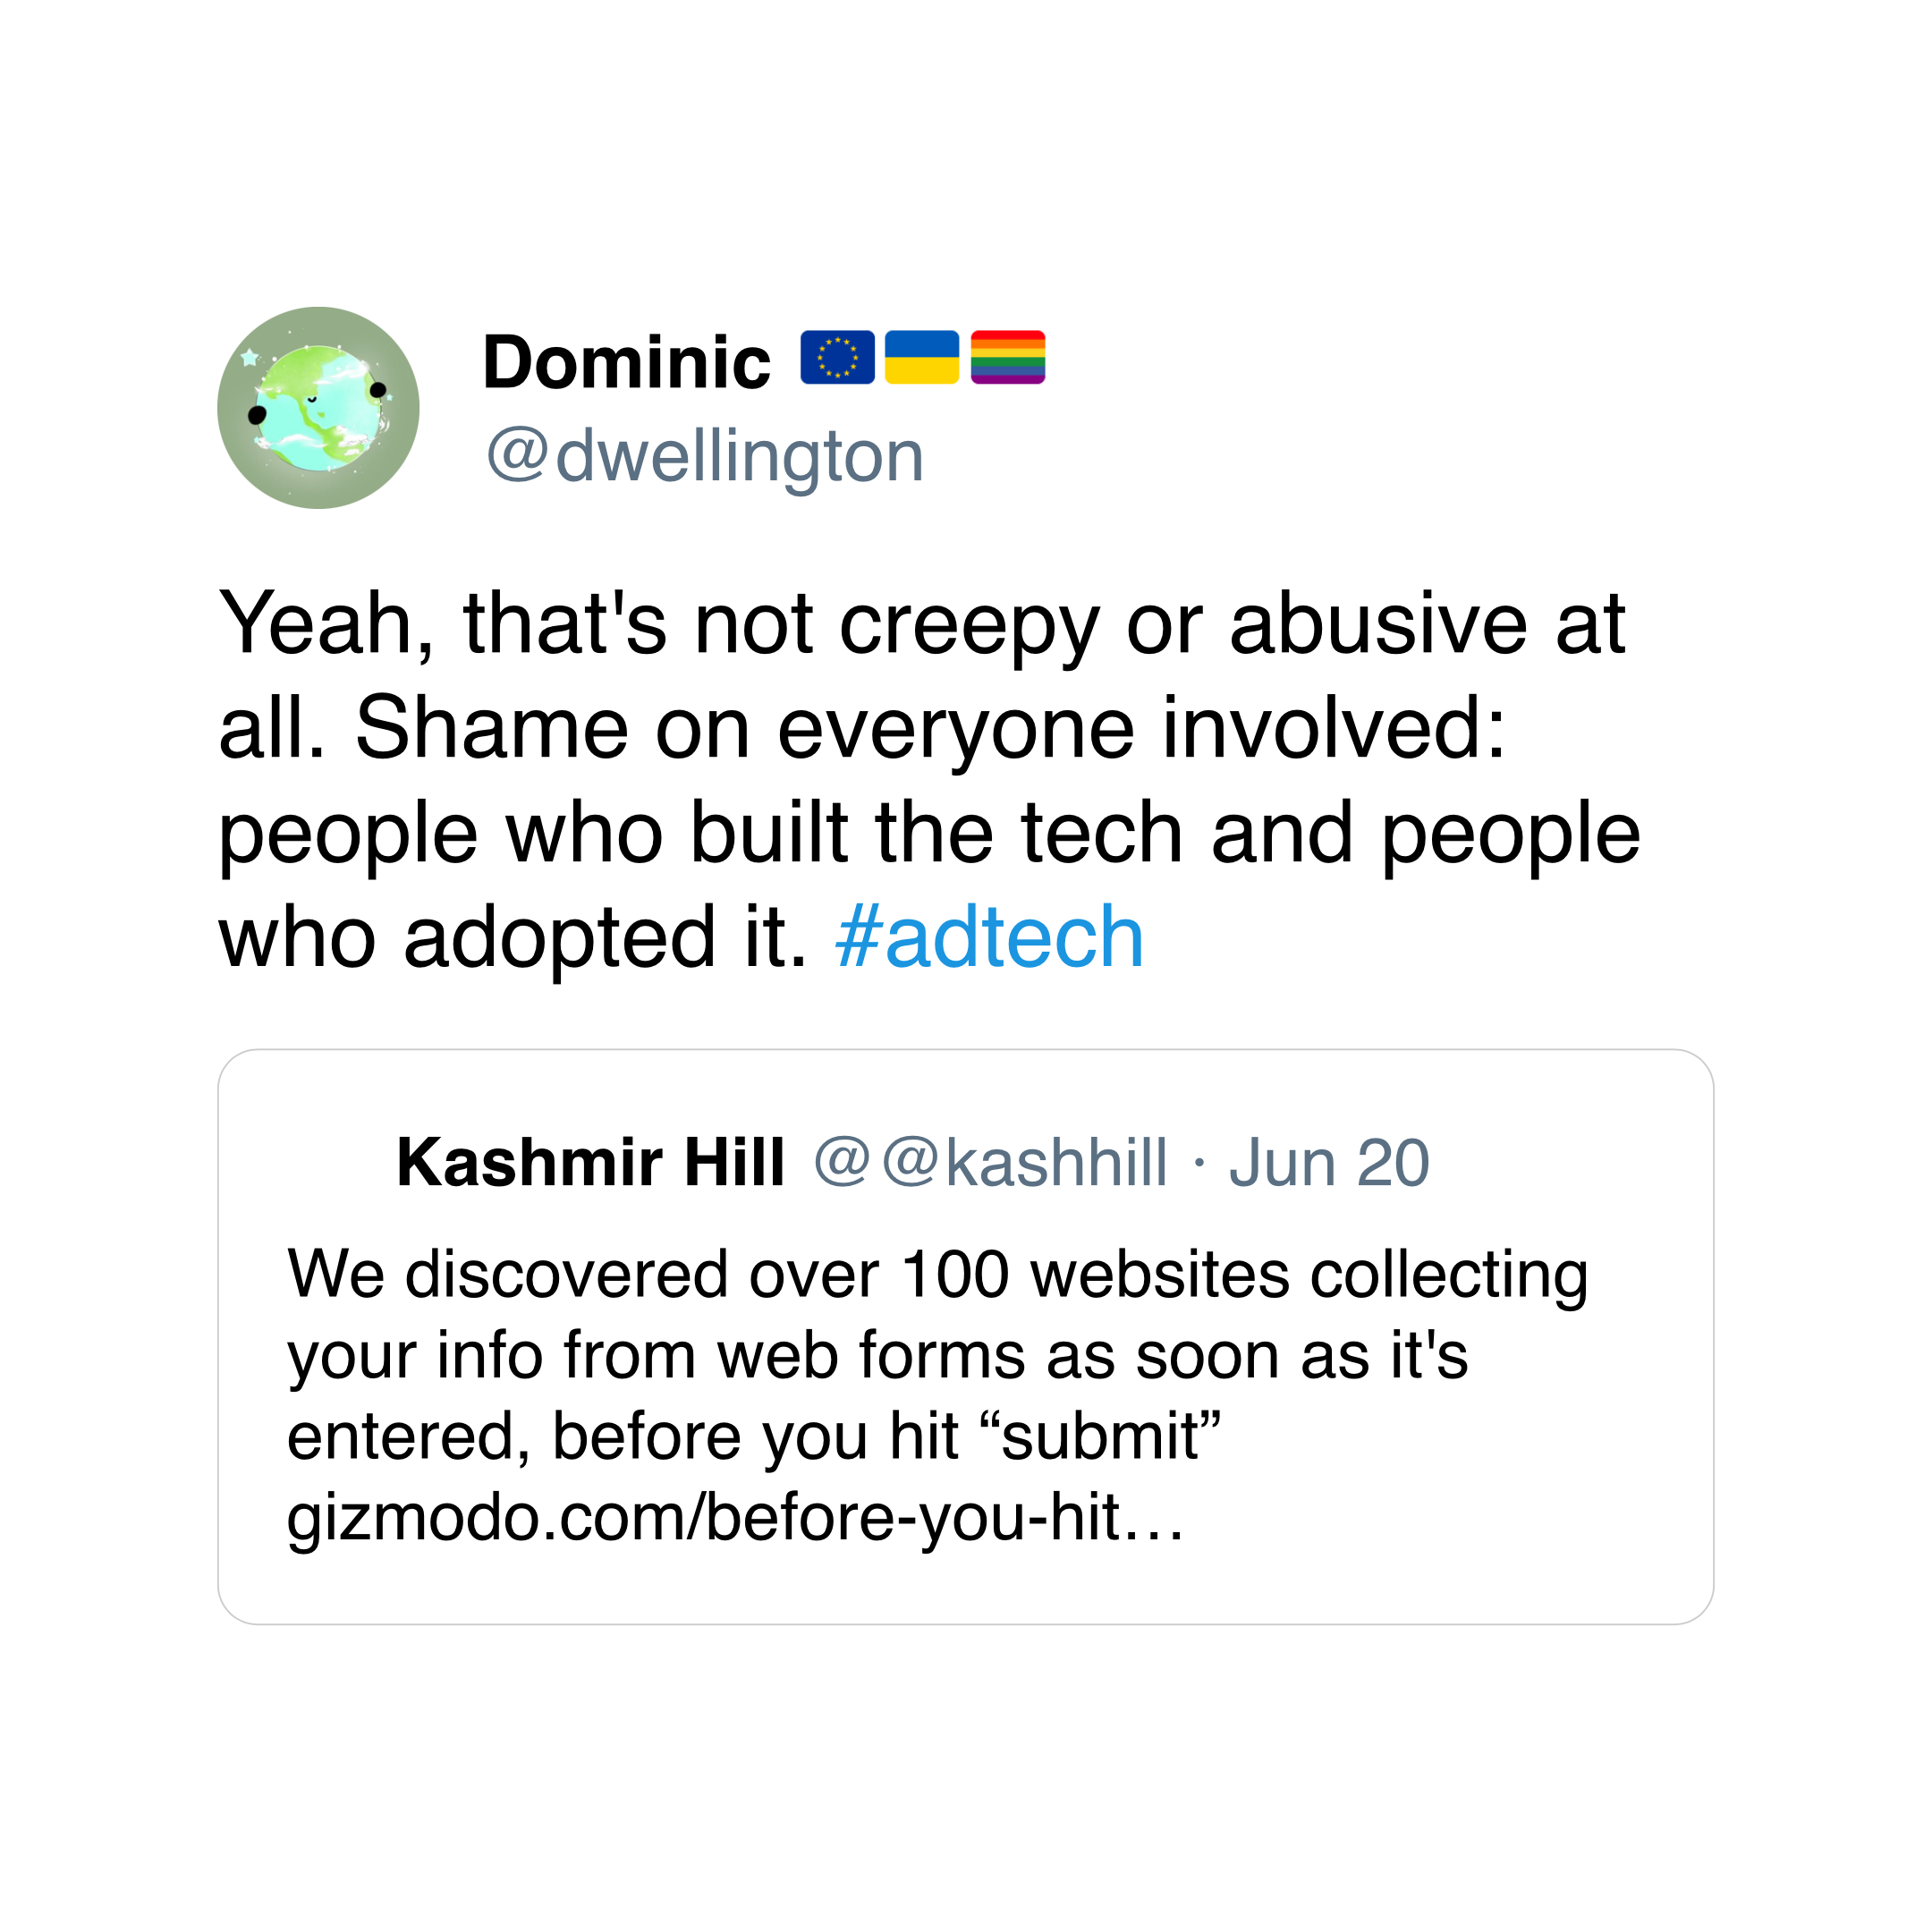 Dominic 🇪🇺🇺🇦🏳️‍🌈
@dwellington
Yeah, that's not creepy or abusive at
all. Shame on everyone involved:
people who built the tech and people
who adopted it. #adtech
Kashmir Hill @@kashhill · Jun 20
We discovered over 100 websites collecting
your info from web forms as soon as it's
entered, before you hit “submit”
gizmodo.com/before-you-hit…